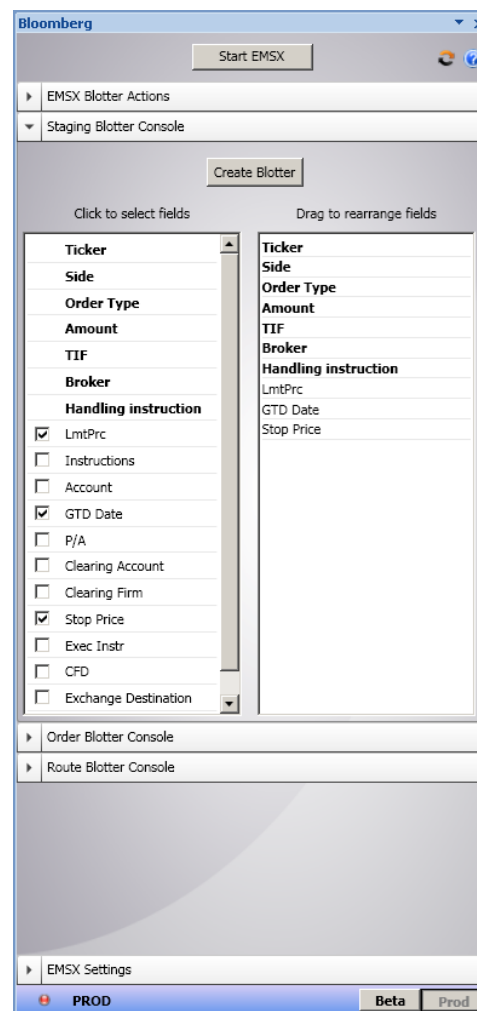 Bloomberg
Start EMSX
EMSX Blotter Actions
Staging Blotter Console
Create Blotter
Click to select fields
Drag to rearrange fields
Ticker
Side
Order Type
Amount
TIF
Broker
Handling instruction
LmtPrc
Instructions
Account
GTD Date
P/A
Clearing Account
Clearing Firm
Stop Price
Exec Instr
CFD
Exchange Destination
Ticker
Side
Order Type
Amount
TIF
Broker
Handling instruction
LmtPrc
GTD Date
Stop Price
Order Blotter Console
Route Blotter Console
EMSX Settings
PROD
Beta
Prod